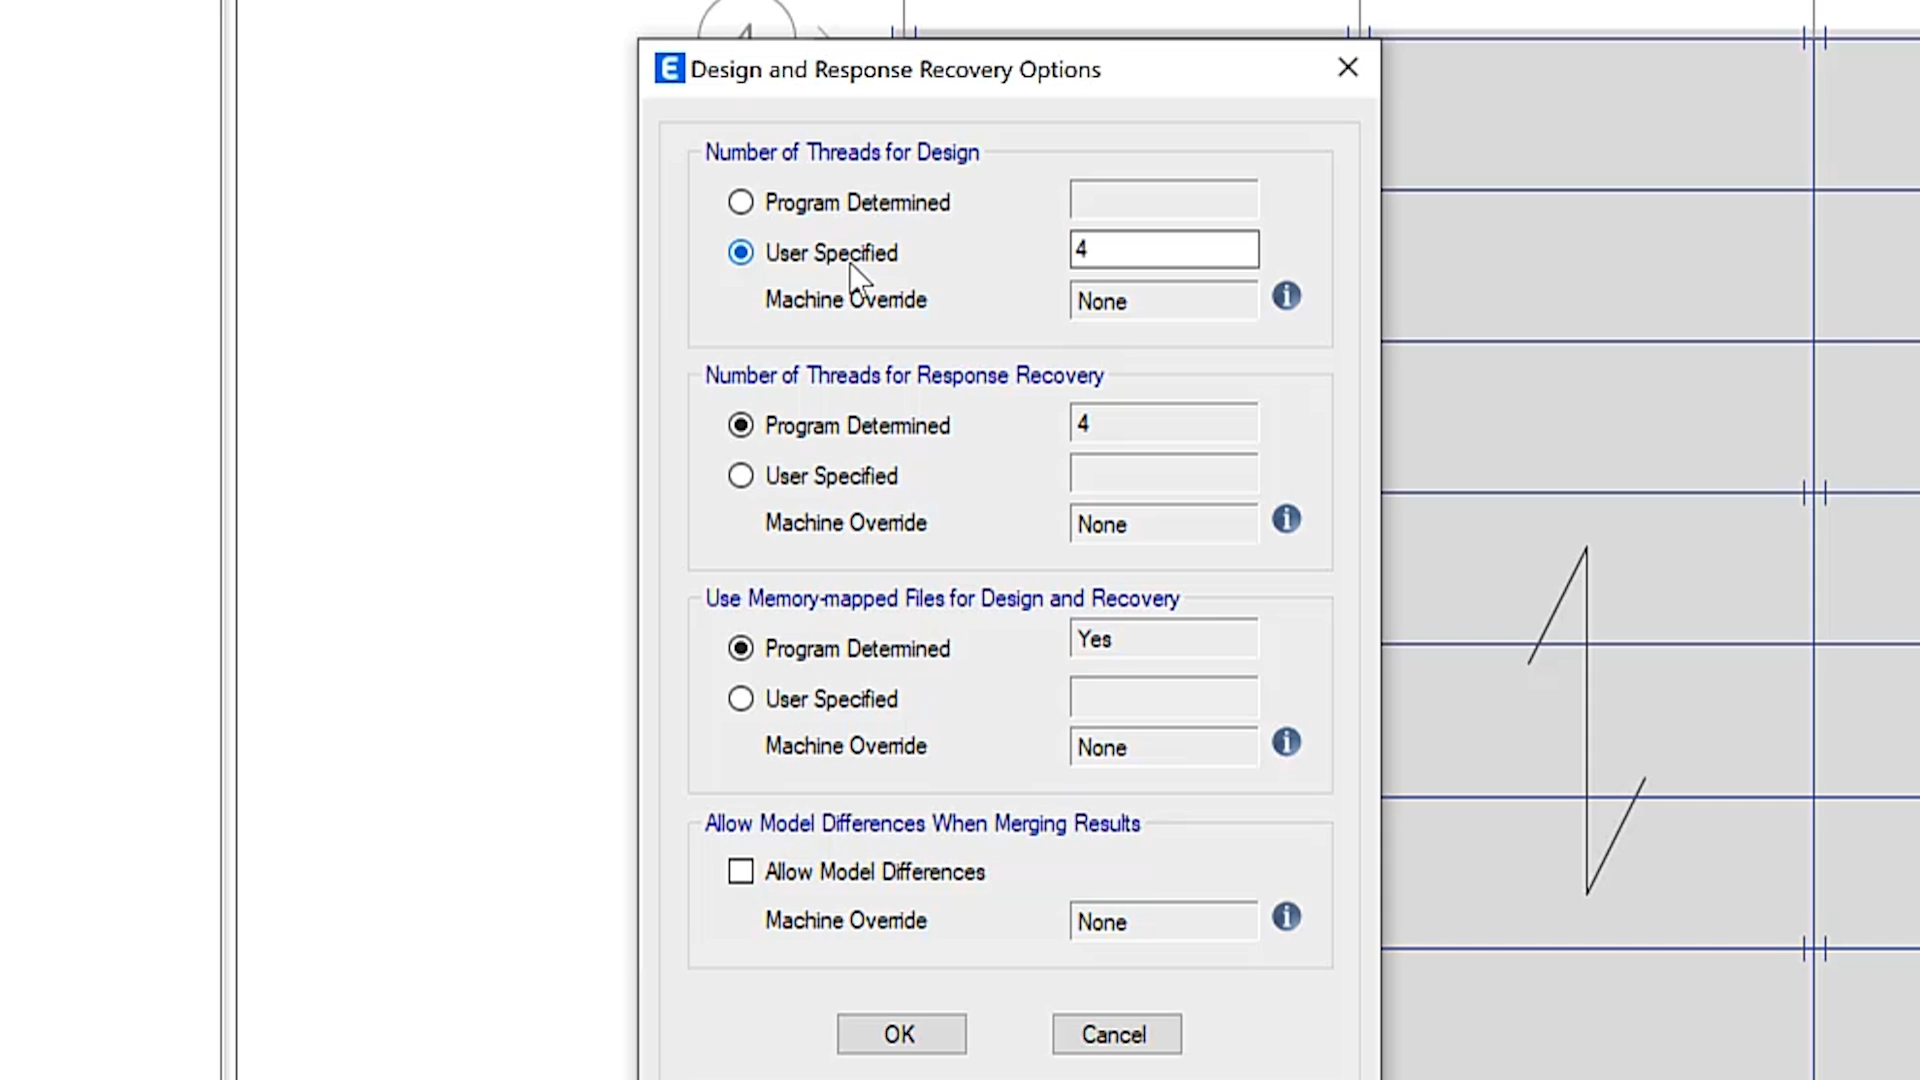 E Design and Response Recovery Options
Number of Threads for Design
Program Determined
User Specified 4
Machine Override None
Number of Threads for Response Recovery
Program Determined 4
User Specified
Machine Override None
Use Memory-mapped Files for Design and Recovery
Program Determined Yes
User Specified
Machine Override None
Allow Model Differences When Merging Results
Allow Model Differences
Machine Override None
OK Cancel